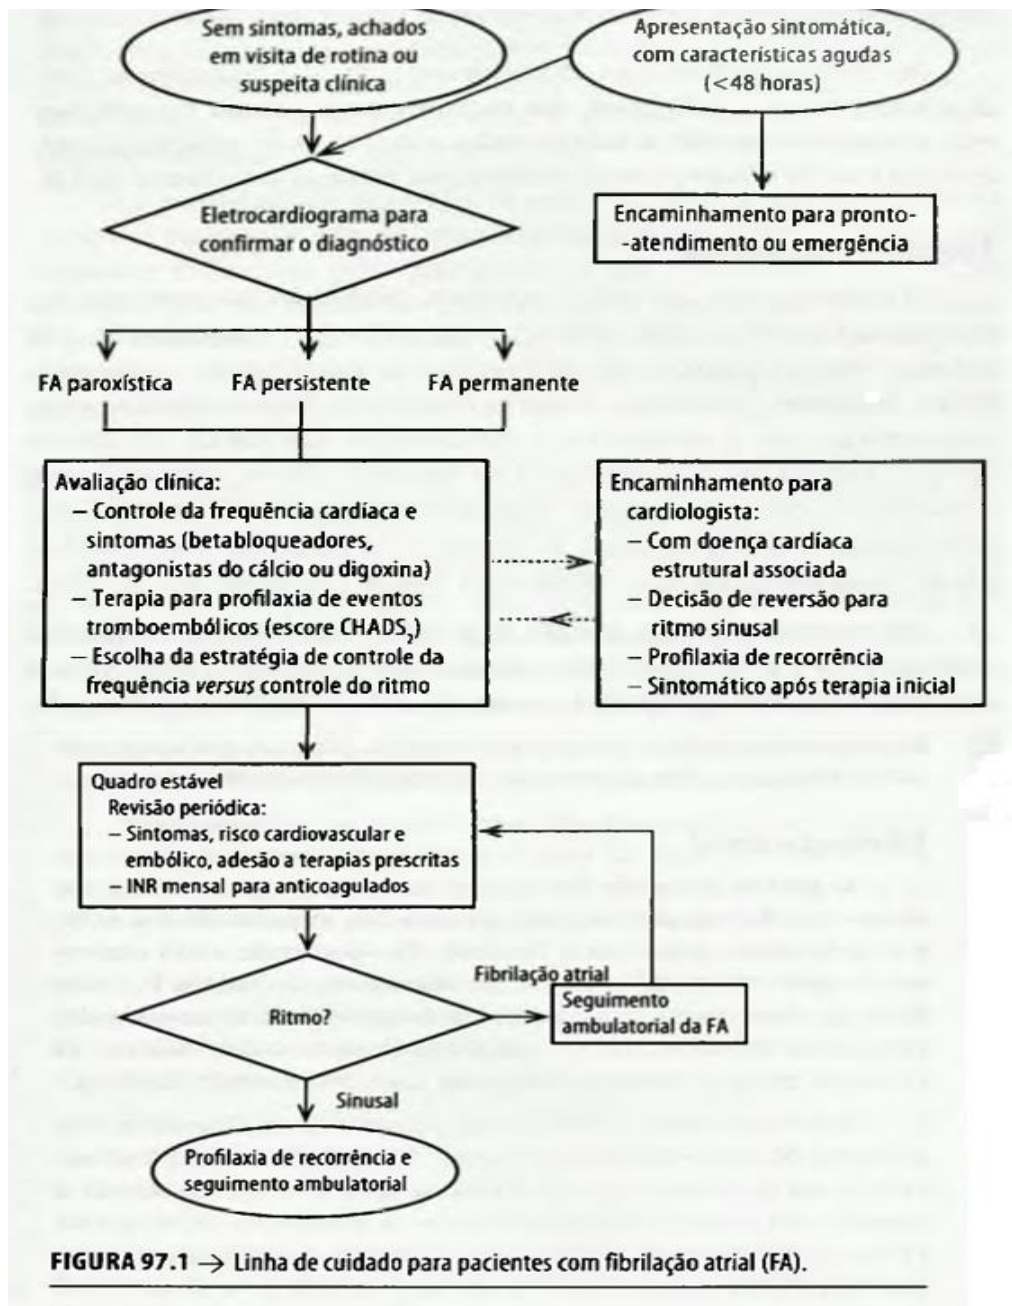 Sem sintomas, achados
em visita de rotina ou
suspeita clínica
Apresentação sintomática,
com características agudas
(<48 horas)
Eletrocardiograma para
confirmar o diagnóstico
Encaminhamento para pronto-
-atendimento ou emergência
FA paroxística
FA persistente
FA permanente
Avaliação clínica:
– Controle da frequência cardíaca e
sintomas (betabloqueadores,
antagonistas do cálcio ou digoxina)
– Terapia para profilaxia de eventos
tromboembólicos (escore CHADS₂)
– Escolha da estratégia de controle da
frequência versus controle do ritmo
Encaminhamento para
cardiologista:
– Com doença cardíaca
estrutural associada
– Decisão de reversão para
ritmo sinusal
– Profilaxia de recorrência
– Sintomático após terapia inicial
Quadro estável
Revisão periódica:
– Sintomas, risco cardiovascular e
embólico, adesão a terapias prescritas
– INR mensal para anticoagulados
Ritmo?
Fibrilação atrial
Seguimento
ambulatorial da FA
Sinusal
Profilaxia de recorrência e
seguimento ambulatorial
FIGURA 97.1 → Linha de cuidado para pacientes com fibrilação atrial (FA).